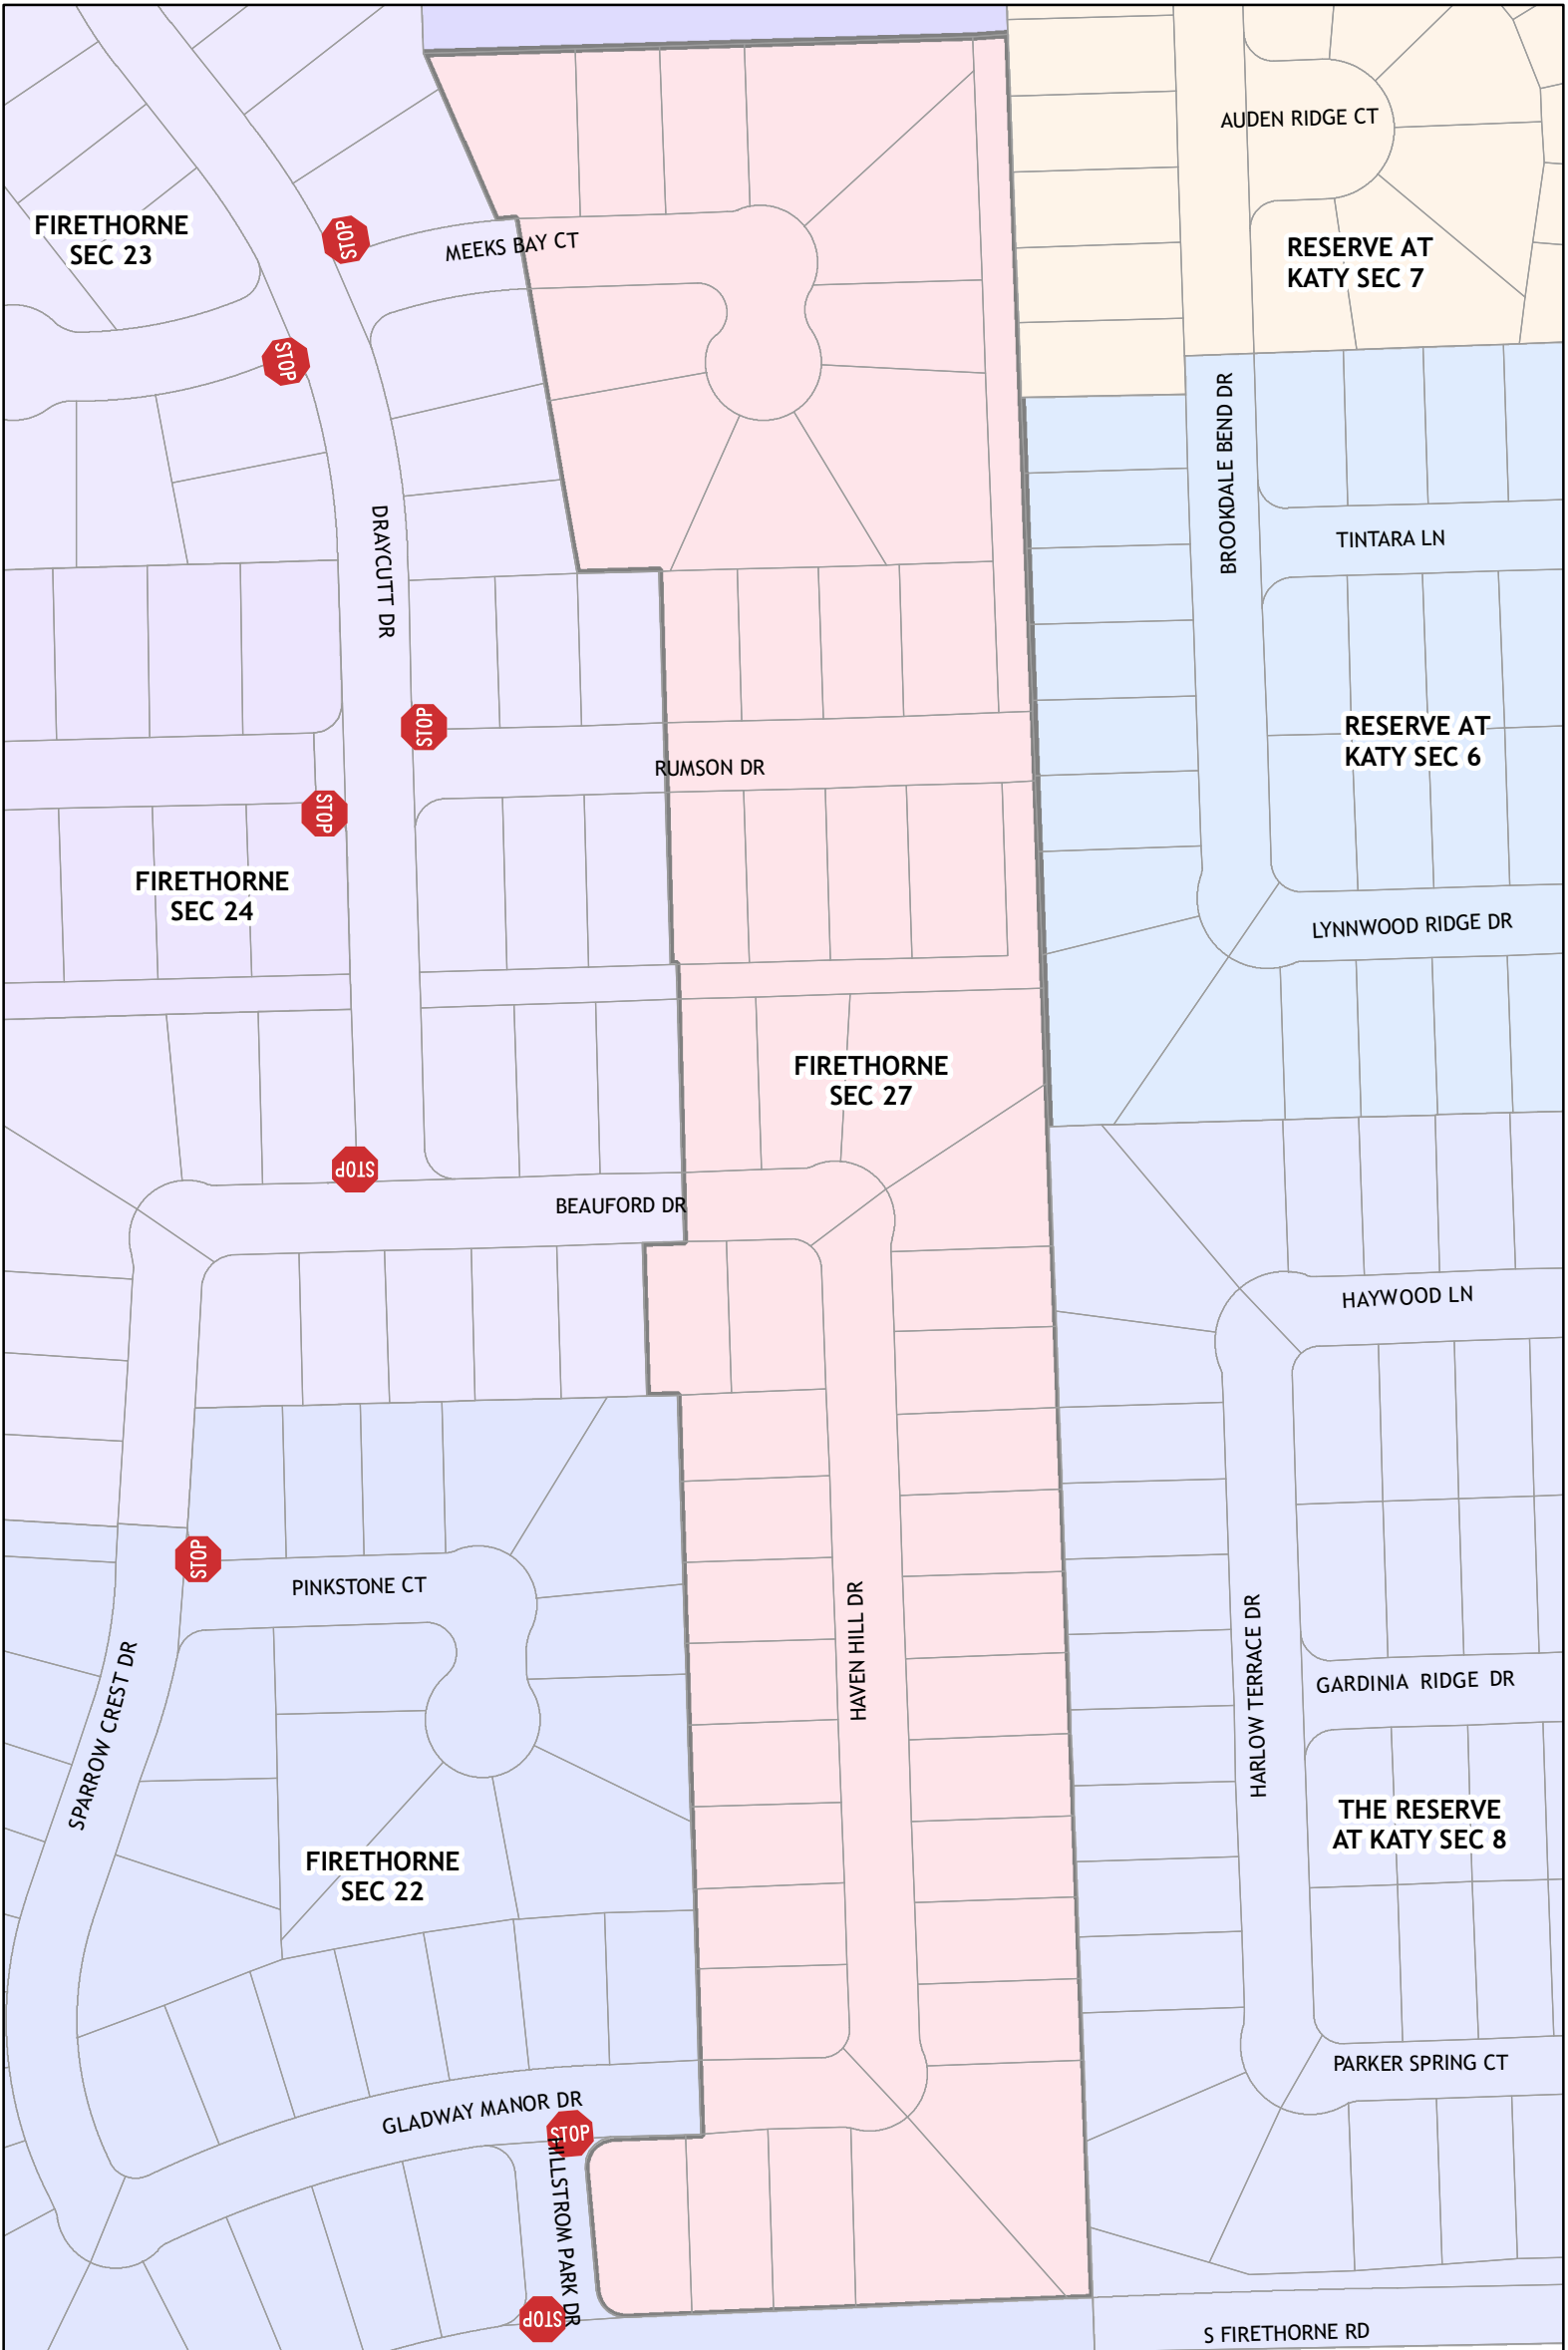 AUDEN RIDGE CT
FIRETHORNE
SEC 23
STOP
MEEKS BAY CT
RESERVE AT
KATY SEC 7
STOP
BROOKDALE BEND DR
DRAYCUTT DR
TINTARA LN
STOP
RESERVE AT
KATY SEC 6
RUMSON DR
STOP
FIRETHORNE
SEC 24
LYNNWOOD RIDGE DR
FIRETHORNE
SEC 27
STOP
BEAUFORD DR
HAYWOOD LN
STOP
PINKSTONE CT
HAVEN HILL DR
HARLOW TERRACE DR
SPARROW CREST DR
GARDINIA RIDGE DR
THE RESERVE
AT KATY SEC 8
FIRETHORNE
SEC 22
PARKER SPRING CT
GLADWAY MANOR DR
STOP
HILLSTROM PARK DR
STOP
S FIRETHORNE RD